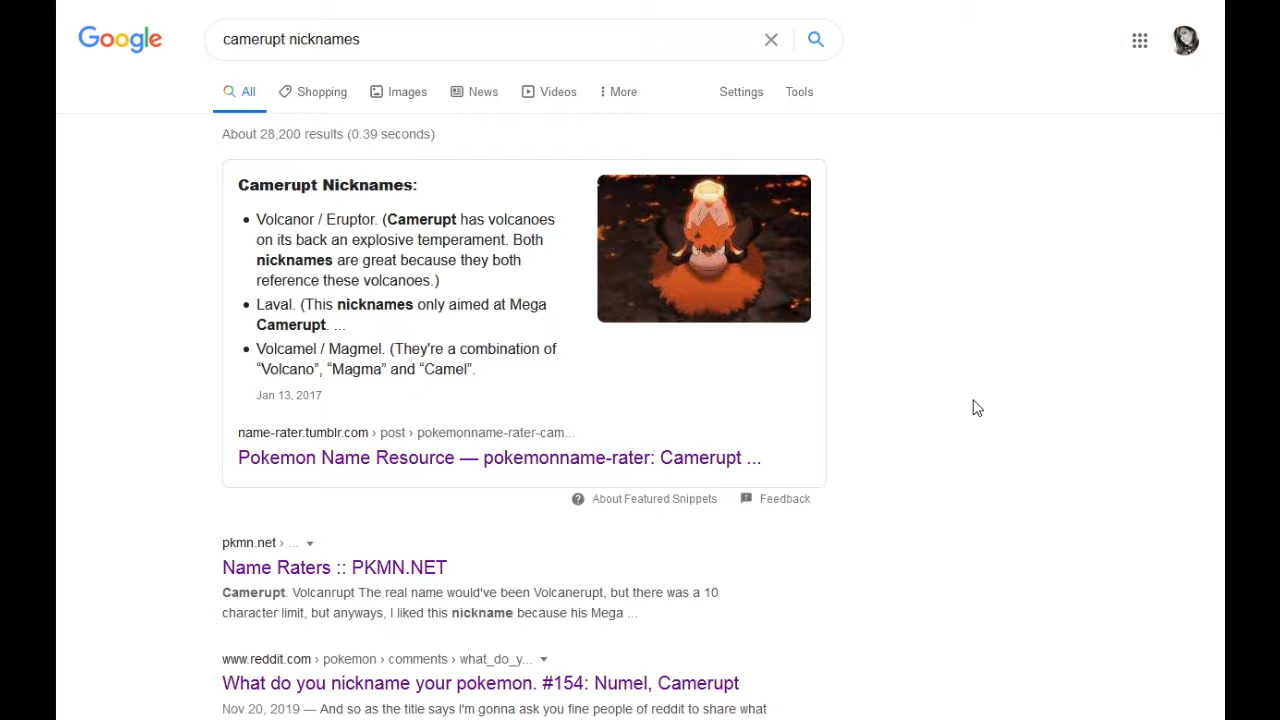 Google
camerupt nicknames
All Shopping Images News Videos More Settings Tools
About 28,200 results (0.39 seconds)
Camerupt Nicknames:
Volcanor / Eruptor. (Camerupt has volcanoes
on its back an explosive temperament. Both
nicknames are great because they both
reference these volcanoes.)
Laval. (This nicknames only aimed at Mega
Camerupt. ...
Volcamel / Magmel. (They're a combination of
“Volcano”, “Magma” and “Camel”.
Jan 13, 2017
name-rater.tumblr.com › post › pokemonname-rater-cam...
Pokemon Name Resource — pokemonname-rater: Camerupt ...
About Featured Snippets Feedback
pkmn.net › ...
Name Raters :: PKMN.NET
Camerupt. Volcanrupt The real name would've been Volcanerupt, but there was a 10
character limit, but anyways, I liked this nickname because his Mega ...
www.reddit.com › pokemon › comments › what_do_y...
What do you nickname your pokemon. #154: Numel, Camerupt
Nov 20, 2019 — And so as the title says I'm gonna ask you fine people of reddit to share what